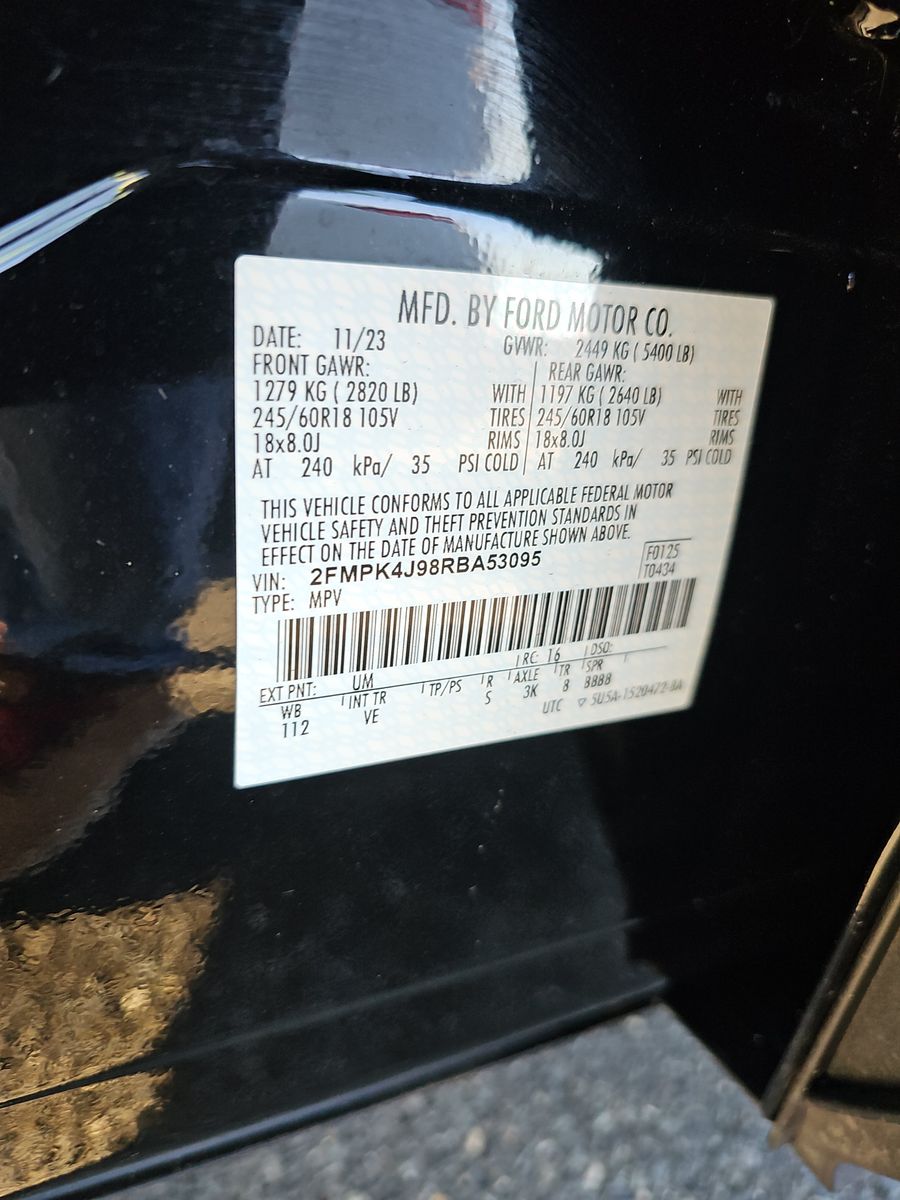 MFD. BY FORD MOTOR CO.
DATE: 11/23 GVWR: 2449 KG ( 5400 LB)
FRONT GAWR: REAR GAWR:
1279 KG ( 2820 LB) WITH 1197 KG ( 2640 LB) WITH
245/60R18 105V TIRES 245/60R18 105V TIRES
18x8.0J RIMS 18x8.0J RIMS
AT 240 kPa/ 35 PSI COLD AT 240 kPa/ 35 PSI COLD
THIS VEHICLE CONFORMS TO ALL APPLICABLE FEDERAL MOTOR
VEHICLE SAFETY AND THEFT PREVENTION STANDARDS IN
EFFECT ON THE DATE OF MANUFACTURE SHOWN ABOVE.
VIN: 2FMPK4J98RBA53095 F0125
TYPE: MPV T0434
EXT PNT: UM RC: 16 DSO:
WB INT TR TP/PS R AXLE TR SPR
112 VE S 3K 8 BBBB
UTC ▽ 5U5A-1520472-BA